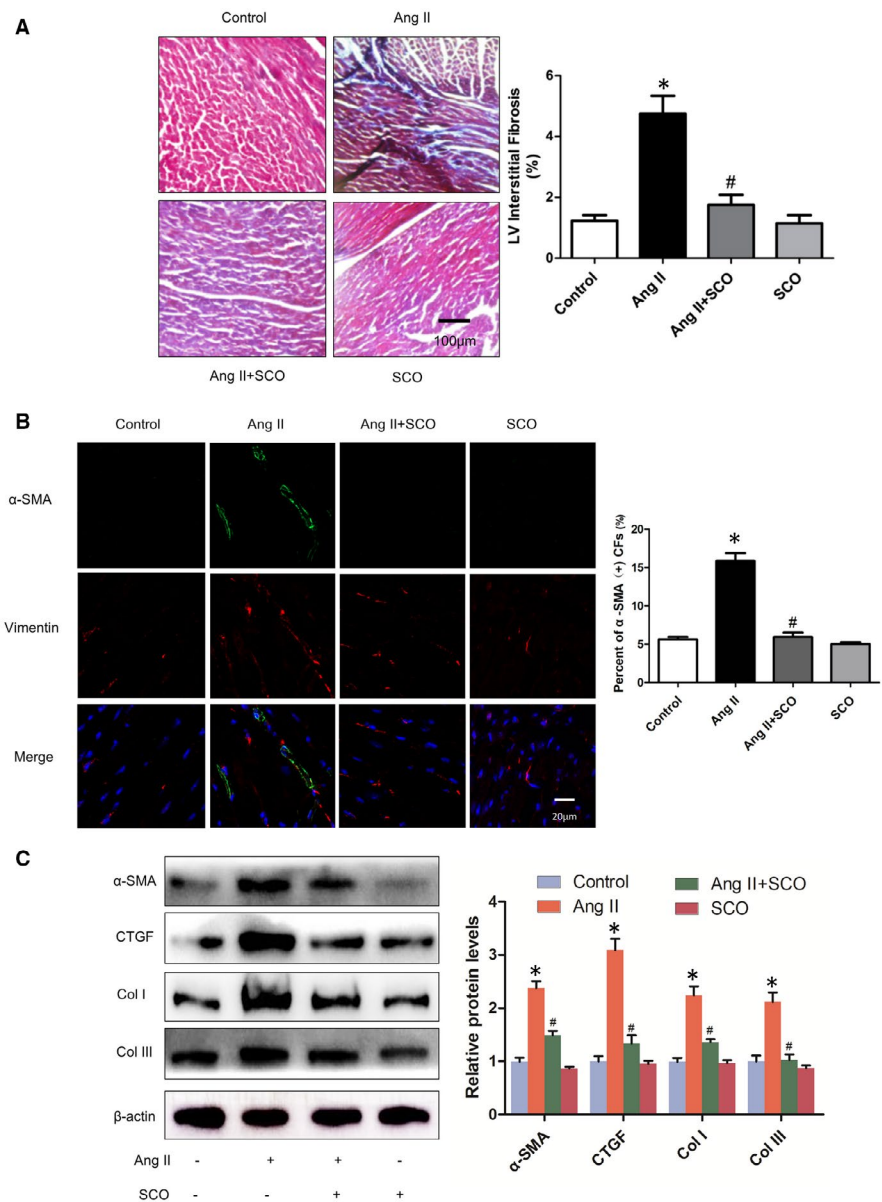 A
Control
Ang II
Ang II+SCO
SCO
100μm
LV Interstitial Fibrosis
(%)
6
4
2
0
*
#
Control
Ang II
Ang II+SCO
SCO
B
Control
Ang II
Ang II+SCO
SCO
α-SMA
Vimentin
Merge
20μm
Percent of α -SMA (+) CFs (%)
20
15
10
5
0
*
#
Control
Ang II
Ang II+SCO
SCO
C
α-SMA
CTGF
Col I
Col III
β-actin
Ang II - + + -
SCO - - + +
Control
Ang II
Ang II+SCO
SCO
Relative protein levels
4
3
2
1
0
* # * # * # * #
α-SMA
CTGF
Col I
Col III